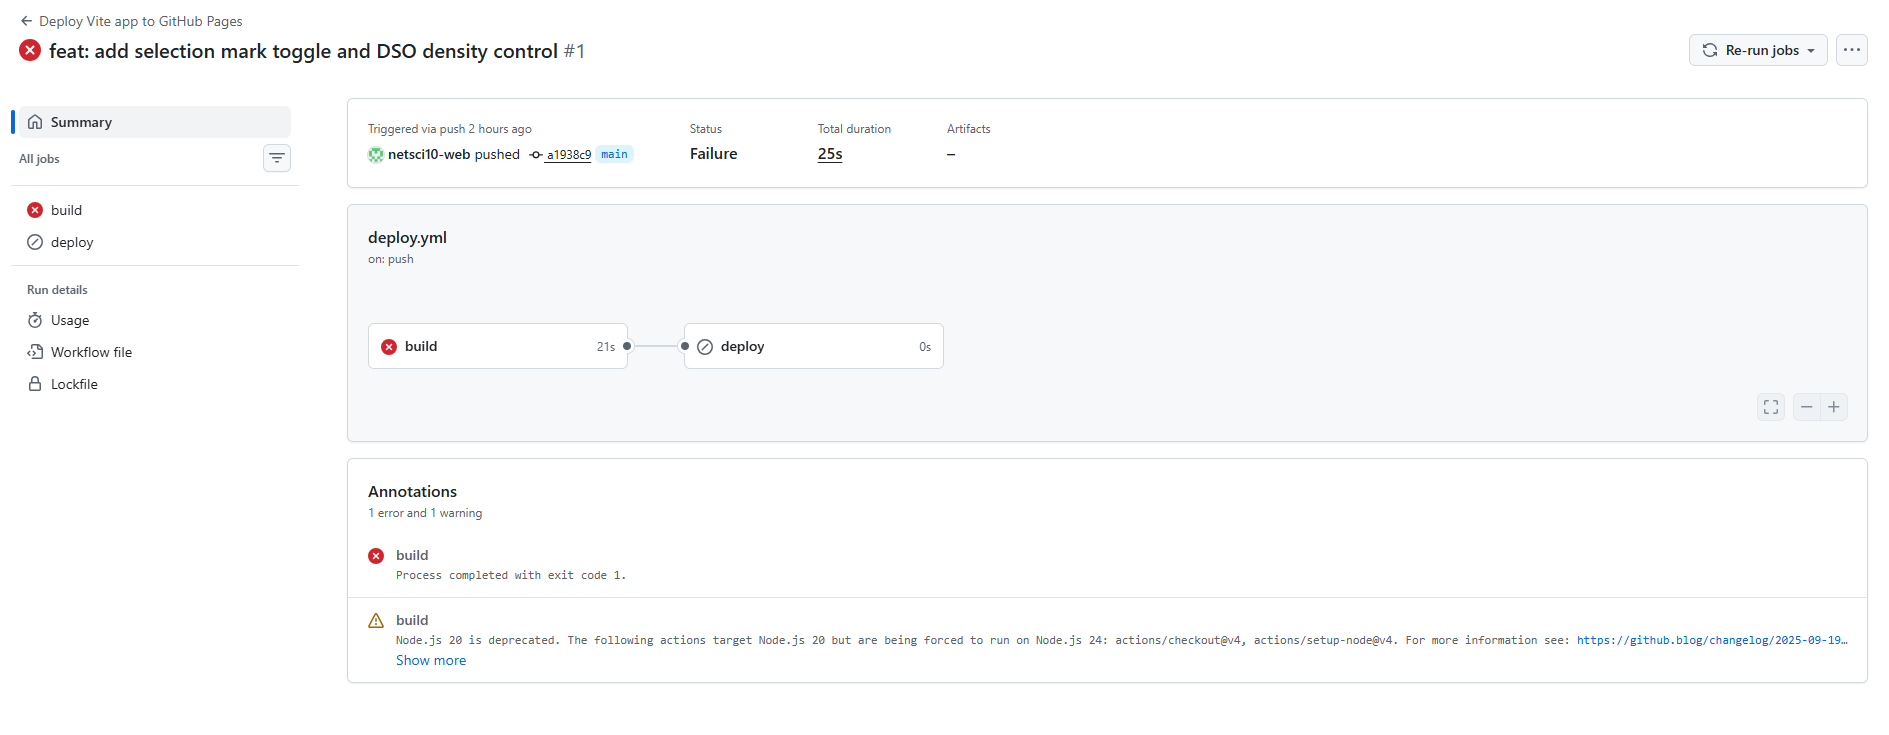 Deploy Vite app to GitHub Pages
feat: add selection mark toggle and DSO density control #1
Re-run jobs
Summary
All jobs
build
deploy
Run details
Usage
Workflow file
Lockfile
Triggered via push 2 hours ago
netsci10-web pushed a1938c9 main
Status
Failure
Total duration
25s
Artifacts
–
deploy.yml
on: push
build 21s
deploy 0s
Annotations
1 error and 1 warning
build
Process completed with exit code 1.
build
Node.js 20 is deprecated. The following actions target Node.js 20 but are being forced to run on Node.js 24: actions/checkout@v4, actions/setup-node@v4. For more information see: https://github.blog/changelog/2025-09-19…
Show more